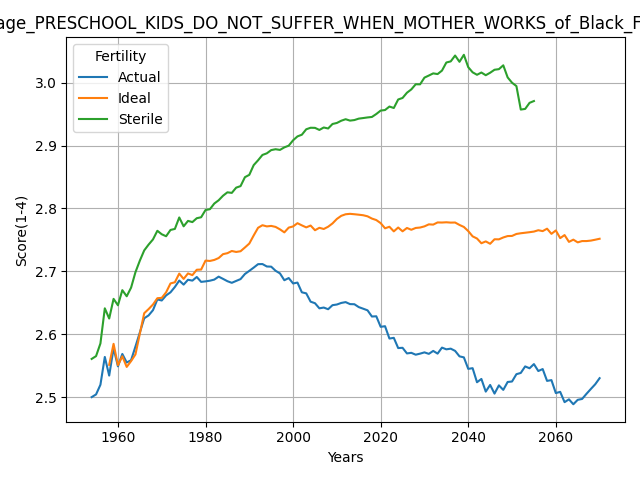 age_PRESCHOOL_KIDS_DO_NOT_SUFFER_WHEN_MOTHER_WORKS_of_Black_F
Fertility
Actual
Ideal
Sterile
Score(1-4)
3.0
2.9
2.8
2.7
2.6
2.5
1960 1980 2000 2020 2040 2060
Years